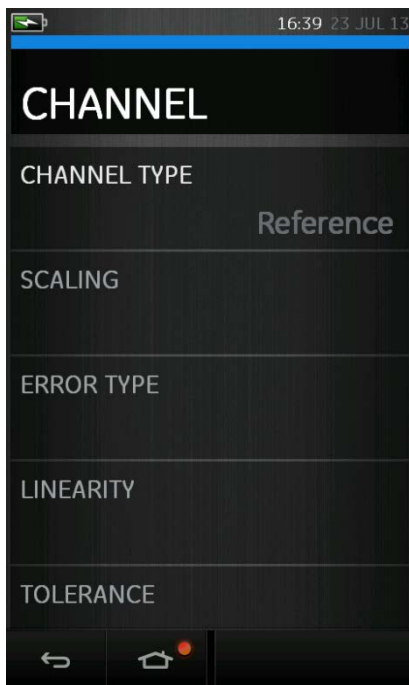 16:39 23 JUL 13
CHANNEL
CHANNEL TYPE
Reference
SCALING
ERROR TYPE
LINEARITY
TOLERANCE